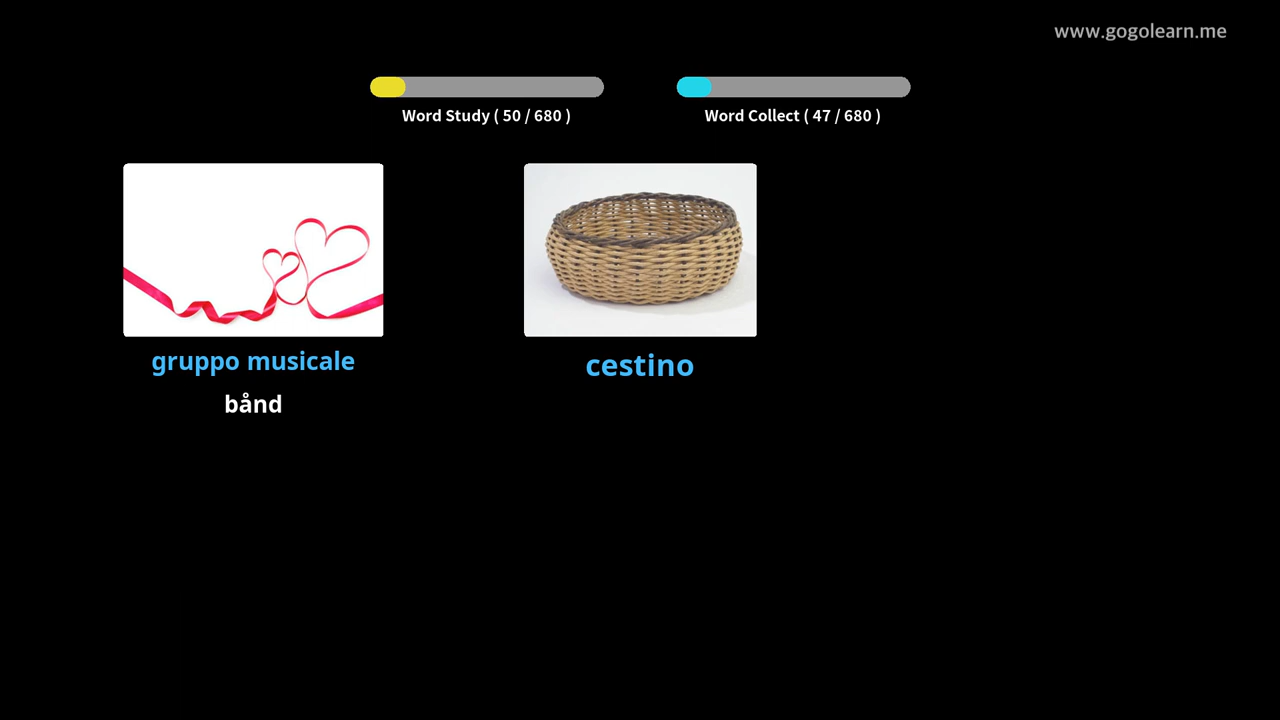 www.gogolearn.me
Word Study ( 50 / 680 )
Word Collect ( 47 / 680 )
gruppo musicale
bånd
cestino